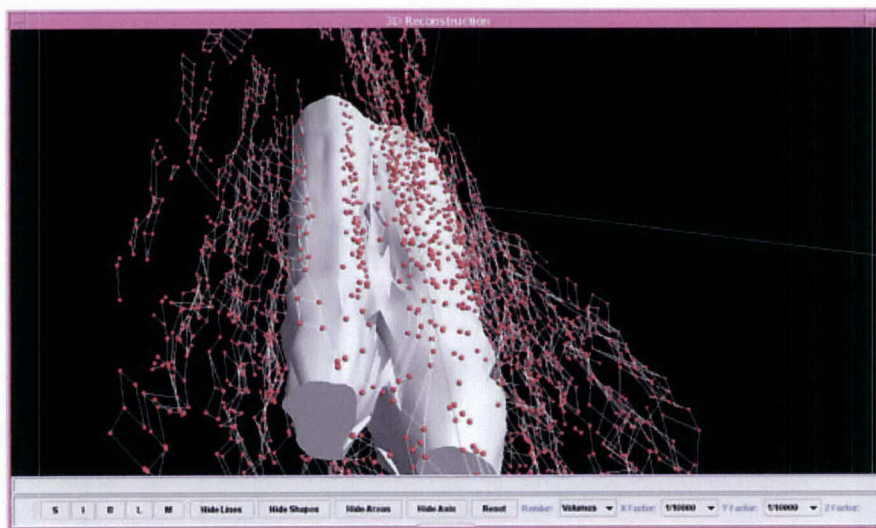 3D Reconstruction
S I D L M Hide Lines Hide Shapes Hide Areas Hide Axis Reset Render: Volumes X Factor: 1/10000 Y Factor: 1/10000 Z Factor: